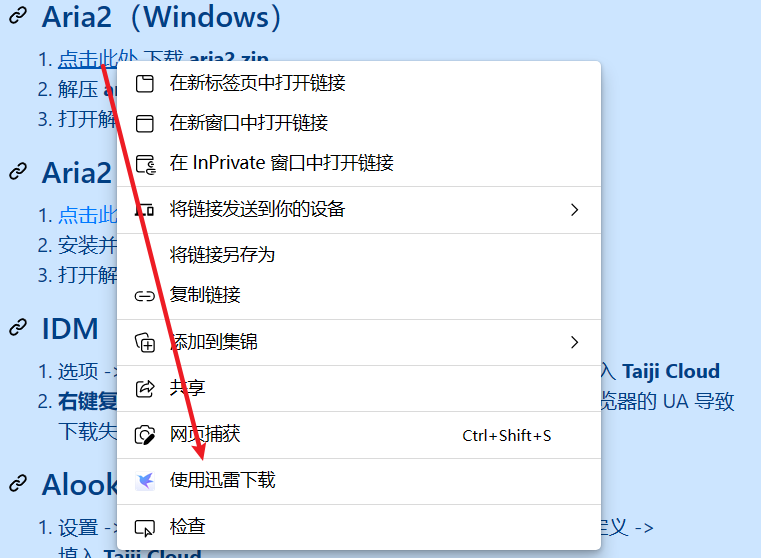 Aria2（Windows）
1. 点击此处 下载 aria2.zip
在新标签页中打开链接
2. 解压
在新窗口中打开链接
3. 打开解
在 InPrivate 窗口中打开链接
Aria2
将链接发送到你的设备
1. 点击此
2. 安装并
将链接另存为
3. 打开解
复制链接
IDM
添加到集锦
1. 选项 ->
入 Taiji Cloud
共享
2. 右键复
览器的 UA 导致
下载失
网页捕获 Ctrl+Shift+S
Alook
使用迅雷下载
1. 设置 ->
定义 ->
检查
填入 Taiji Cloud